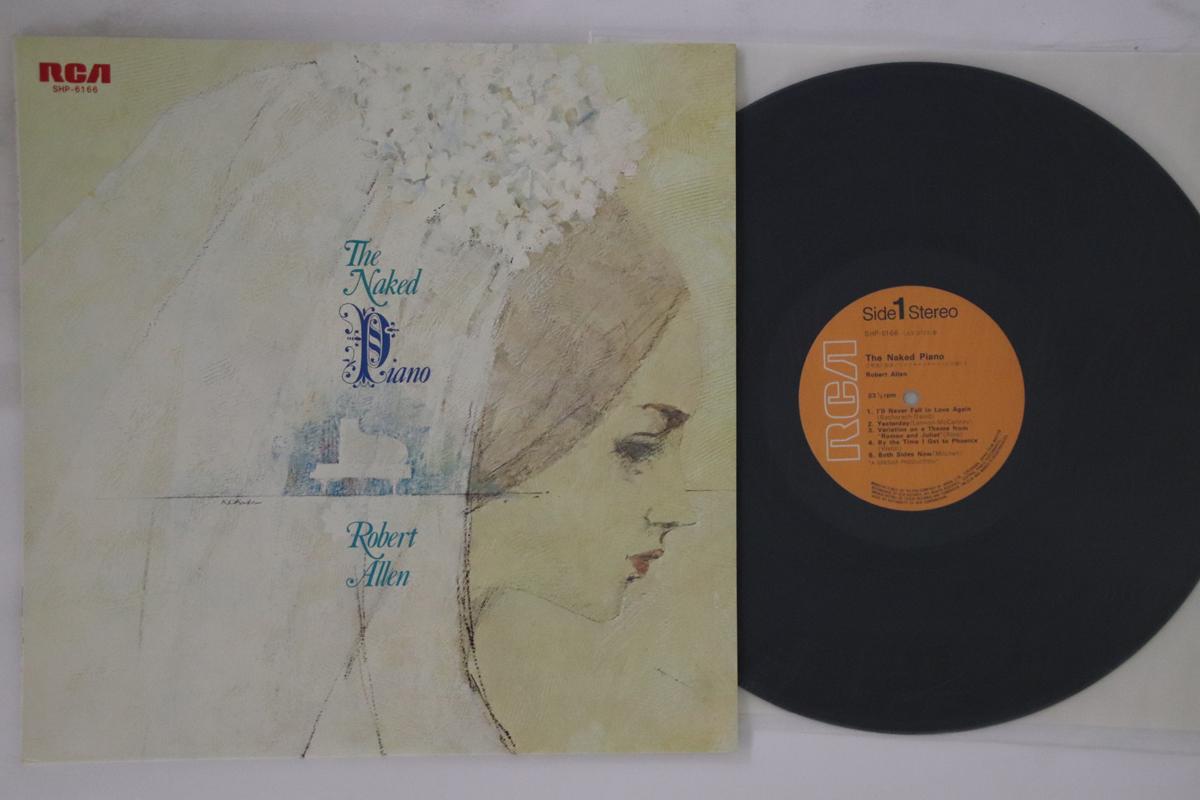 RCA
SHP-6166
The
Naked
Piano
Robert
Allen
Side 1 Stereo
SHP-6166
RCA
The Naked Piano
Robert Allen
33 ⅓ rpm
1. I'll Never Fall in Love Again
(Bacharach-David)
2. Yesterday (Lennon-McCartney)
3. Variation on a Theme from
"Romeo and Juliet" (Rota)
4. By the Time I Get to Phoenix
(Webb)
5. Both Sides Now (Mitchell)